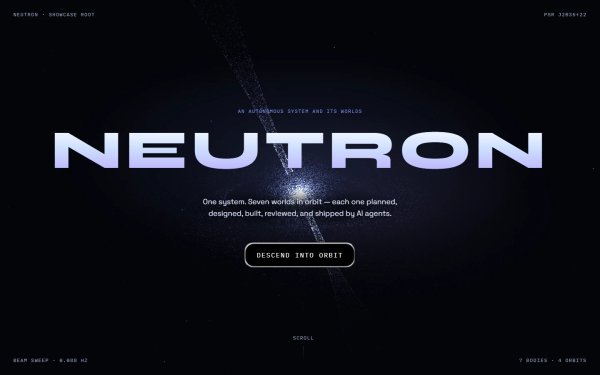 NEUTRON · SHOWCASE ROOT
PSR J2035+22
AN AUTONOMOUS SYSTEM AND ITS WORLDS
NEUTRON
One system. Seven worlds in orbit — each one planned,
designed, built, reviewed, and shipped by AI agents.
DESCEND INTO ORBIT
SCROLL
BEAM SWEEP · 0.000 HZ
7 BODIES · 4 ORBITS